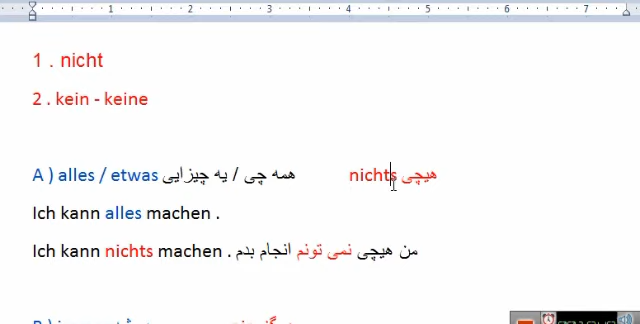 1 . nicht
2 . kein - keine
A ) alles / etwas همه چی / یه چیزایی nichts هیچی
Ich kann alles machen .
Ich kann nichts machen . من هیچی نمی تونم انجام بدم